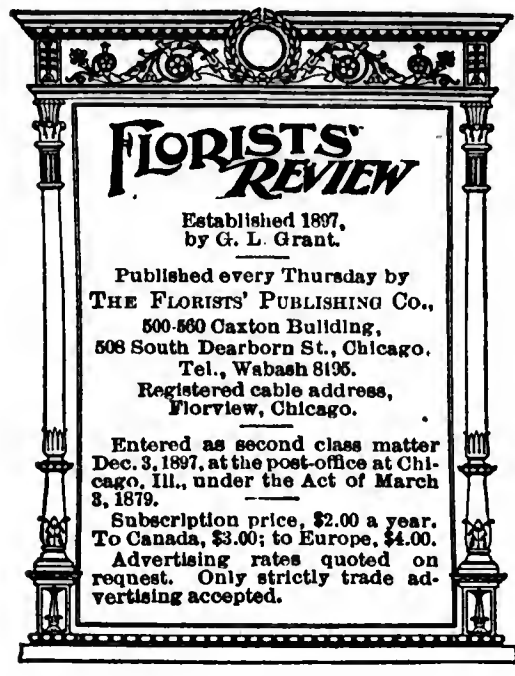 FLORISTS'
REVIEW
Established 1897,
by G. L. Grant.
Published every Thursday by
THE FLORISTS' PUBLISHING CO.,
500-560 Caxton Building,
508 South Dearborn St., Chicago.
Tel., Wabash 8195.
Registered cable address,
Florview, Chicago.
Entered as second class matter
Dec. 3, 1897, at the post-office at Chi-
cago, Ill., under the Act of March
3, 1879.
Subscription price, $2.00 a year.
To Canada, $3.00; to Europe, $4.00.
Advertising rates quoted on
request. Only strictly trade ad-
vertising accepted.